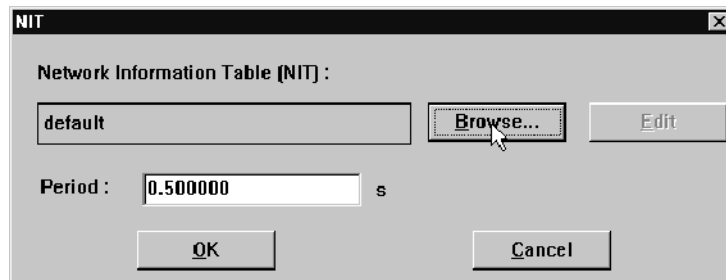 NIT
Network Information Table (NIT) :
default Browse... Edit
Period : 0.500000 s
OK Cancel